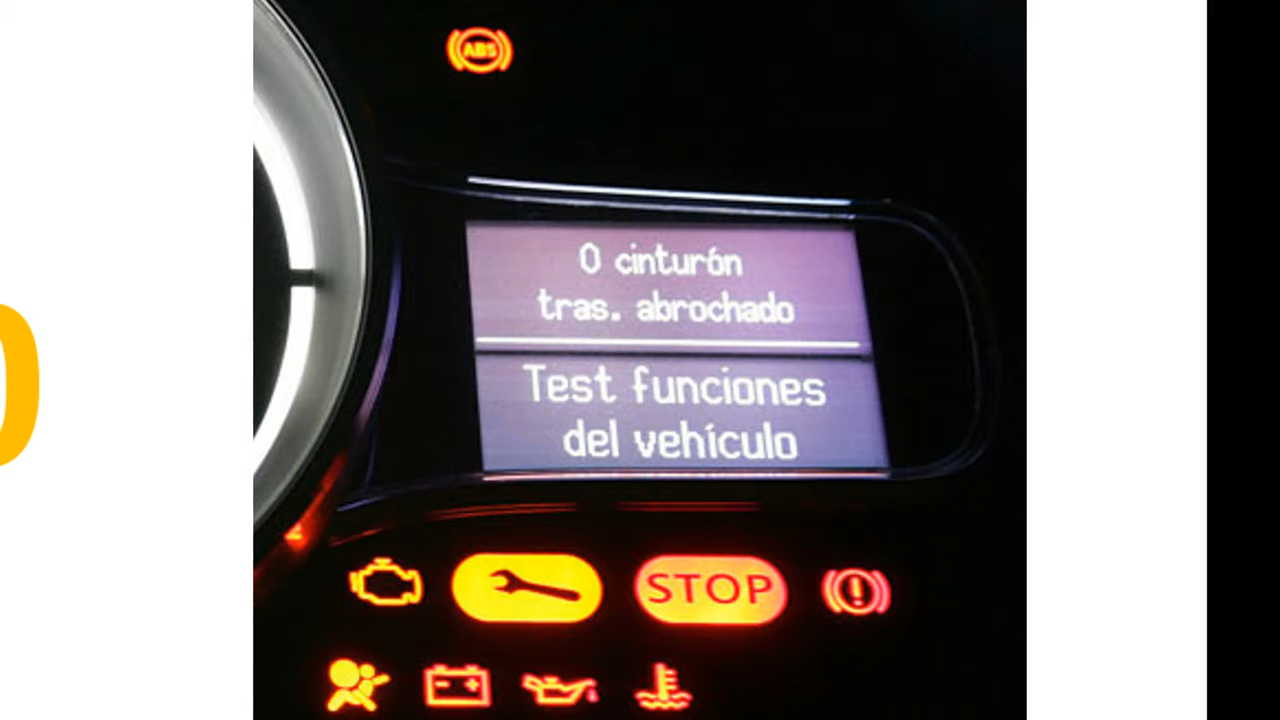 ABS
0 cinturón
tras. abrochado
Test funciones
del vehículo
STOP